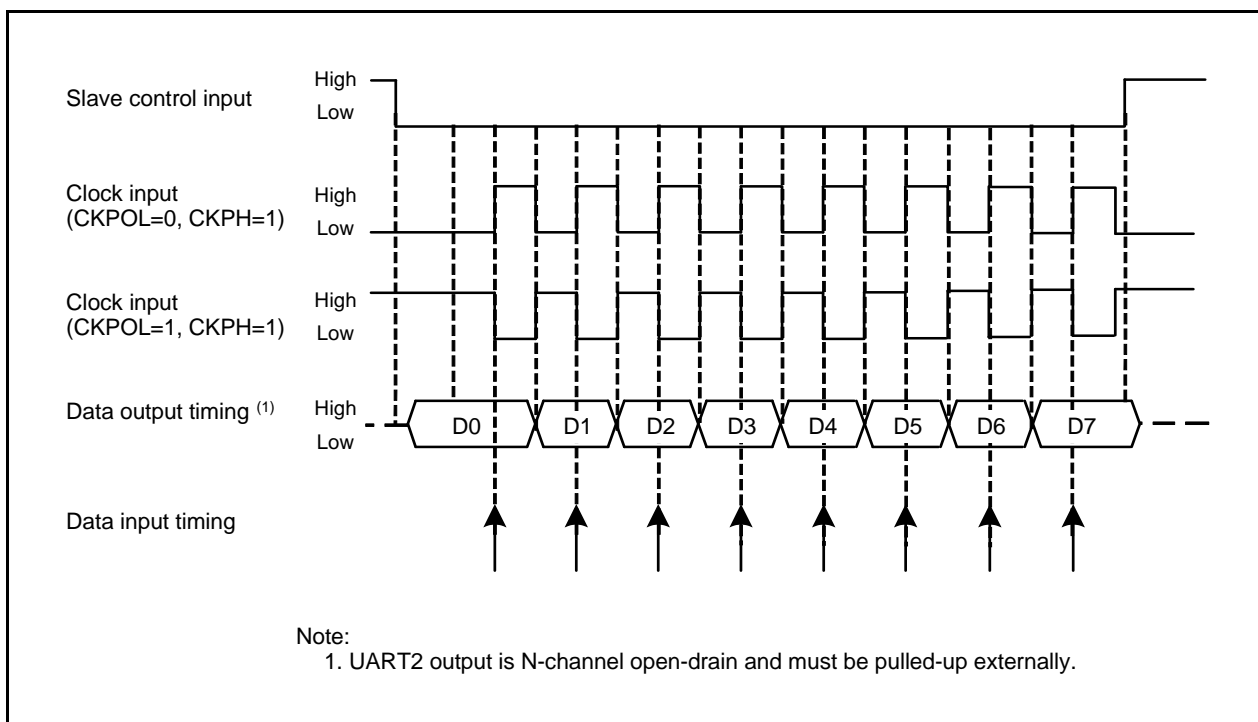 Slave control input
High
Low
Clock input
(CKPOL=0, CKPH=1)
High
Low
Clock input
(CKPOL=1, CKPH=1)
High
Low
Data output timing (1)
High
Low
D0 D1 D2 D3 D4 D5 D6 D7
Data input timing
Note:
1. UART2 output is N-channel open-drain and must be pulled-up externally.